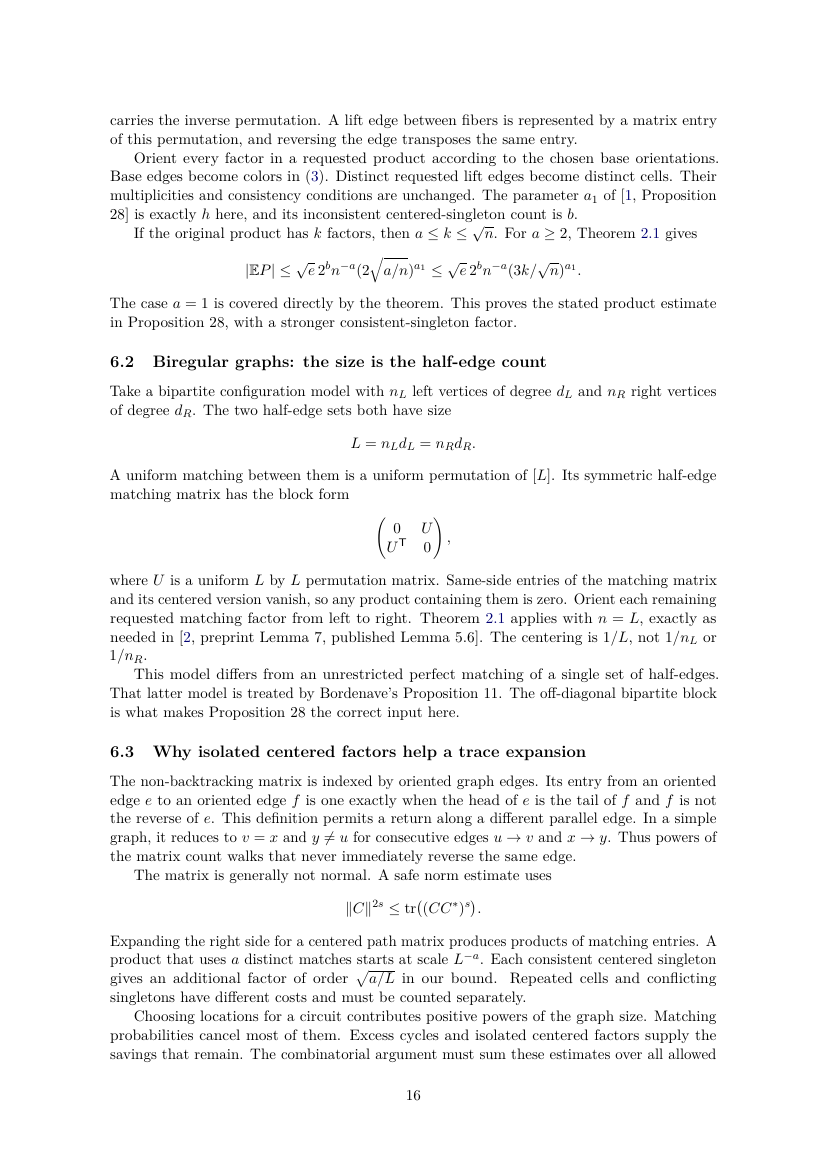 carries the inverse permutation. A lift edge between fibers is represented by a matrix entry
of this permutation, and reversing the edge transposes the same entry.
Orient every factor in a requested product according to the chosen base orientations.
Base edges become colors in (3). Distinct requested lift edges become distinct cells. Their
multiplicities and consistency conditions are unchanged. The parameter a₁ of [1, Proposition
28] is exactly h here, and its inconsistent centered-singleton count is b.
If the original product has k factors, then a ≤ k ≤ √n. For a ≥ 2, Theorem 2.1 gives
|𝔼P| ≤ √e 2ᵇn⁻ᵃ(2√(a/n))^{a₁} ≤ √e 2ᵇn⁻ᵃ(3k/√n)^{a₁}.
The case a = 1 is covered directly by the theorem. This proves the stated product estimate
in Proposition 28, with a stronger consistent-singleton factor.
6.2 Biregular graphs: the size is the half-edge count
Take a bipartite configuration model with n_L left vertices of degree d_L and n_R right vertices
of degree d_R. The two half-edge sets both have size
L = n_L d_L = n_R d_R.
A uniform matching between them is a uniform permutation of [L]. Its symmetric half-edge
matching matrix has the block form
( 0 U
U^T 0 ),
where U is a uniform L by L permutation matrix. Same-side entries of the matching matrix
and its centered version vanish, so any product containing them is zero. Orient each remaining
requested matching factor from left to right. Theorem 2.1 applies with n = L, exactly as
needed in [2, preprint Lemma 7, published Lemma 5.6]. The centering is 1/L, not 1/n_L or
1/n_R.
This model differs from an unrestricted perfect matching of a single set of half-edges.
That latter model is treated by Bordenave's Proposition 11. The off-diagonal bipartite block
is what makes Proposition 28 the correct input here.
6.3 Why isolated centered factors help a trace expansion
The non-backtracking matrix is indexed by oriented graph edges. Its entry from an oriented
edge e to an oriented edge f is one exactly when the head of e is the tail of f and f is not
the reverse of e. This definition permits a return along a different parallel edge. In a simple
graph, it reduces to v = x and y ≠ u for consecutive edges u → v and x → y. Thus powers of
the matrix count walks that never immediately reverse the same edge.
The matrix is generally not normal. A safe norm estimate uses
‖C‖^{2s} ≤ tr((CC*)^s).
Expanding the right side for a centered path matrix produces products of matching entries. A
product that uses a distinct matches starts at scale L⁻ᵃ. Each consistent centered singleton
gives an additional factor of order √(a/L) in our bound. Repeated cells and conflicting
singletons have different costs and must be counted separately.
Choosing locations for a circuit contributes positive powers of the graph size. Matching
probabilities cancel most of them. Excess cycles and isolated centered factors supply the
savings that remain. The combinatorial argument must sum these estimates over all allowed
16